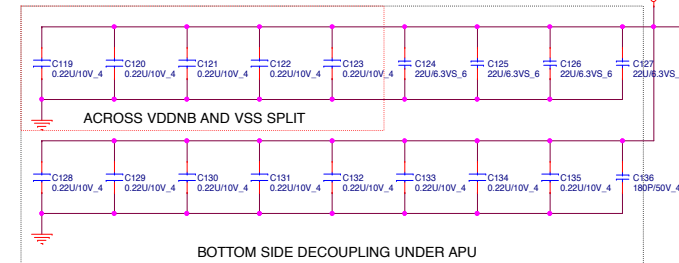 C119 C120 C121 C122 C123 C124 C125 C126 C127
0.22U/10V_4 0.22U/10V_4 0.22U/10V_4 0.22U/10V_4 0.22U/10V_4 22U/6.3VS_6 22U/6.3VS_6 22U/6.3VS_6 22U/6.3VS_
ACROSS VDDNB AND VSS SPLIT
C128 C129 C130 C131 C132 C133 C134 C135 C136
0.22U/10V_4 0.22U/10V_4 0.22U/10V_4 0.22U/10V_4 0.22U/10V_4 0.22U/10V_4 0.22U/10V_4 0.22U/10V_4 180P/50V_4
BOTTOM SIDE DECOUPLING UNDER APU